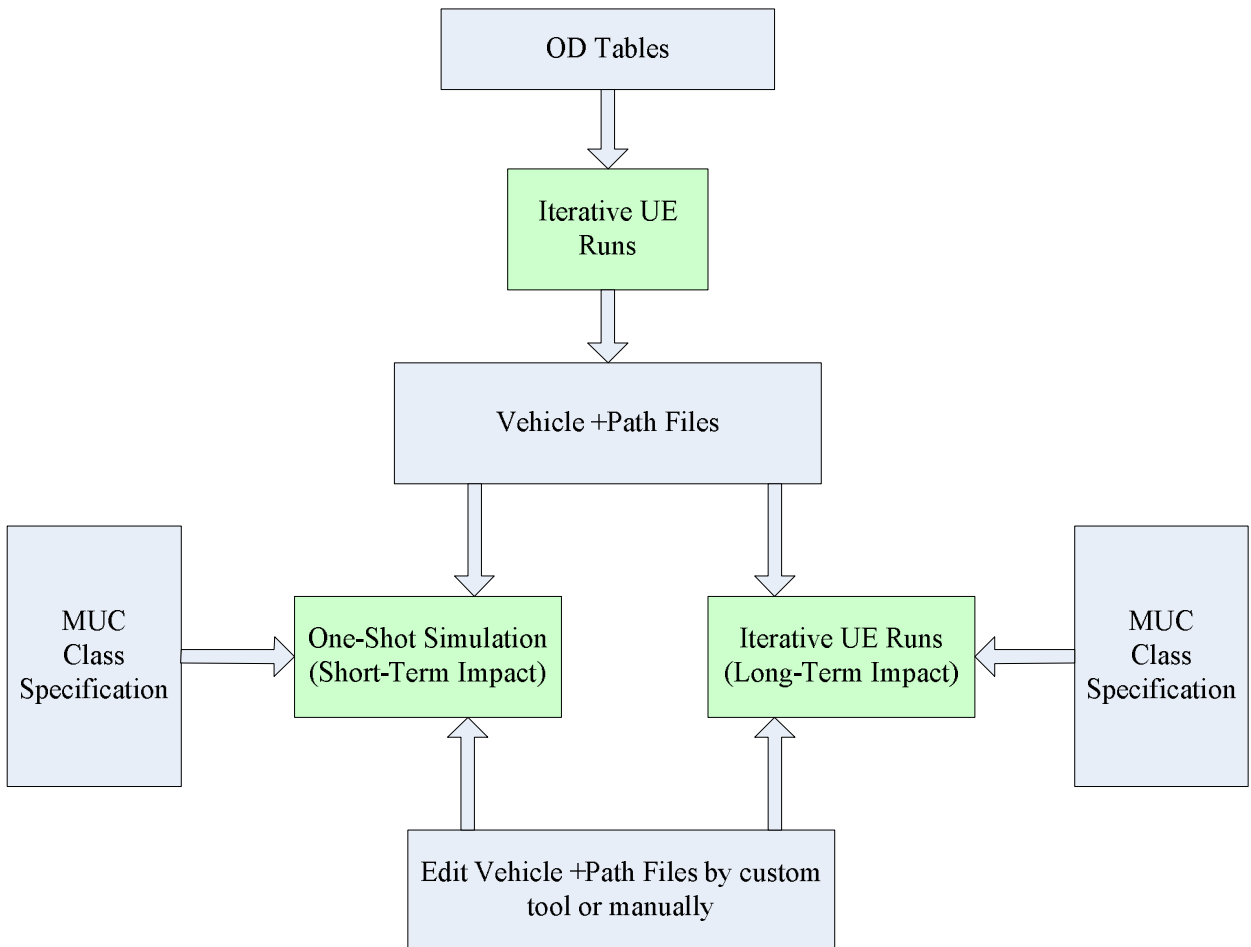 OD Tables
Iterative UE
Runs
Vehicle +Path Files
MUC
Class
Specification
One-Shot Simulation
(Short-Term Impact)
Iterative UE Runs
(Long-Term Impact)
MUC
Class
Specification
Edit Vehicle +Path Files by custom
tool or manually